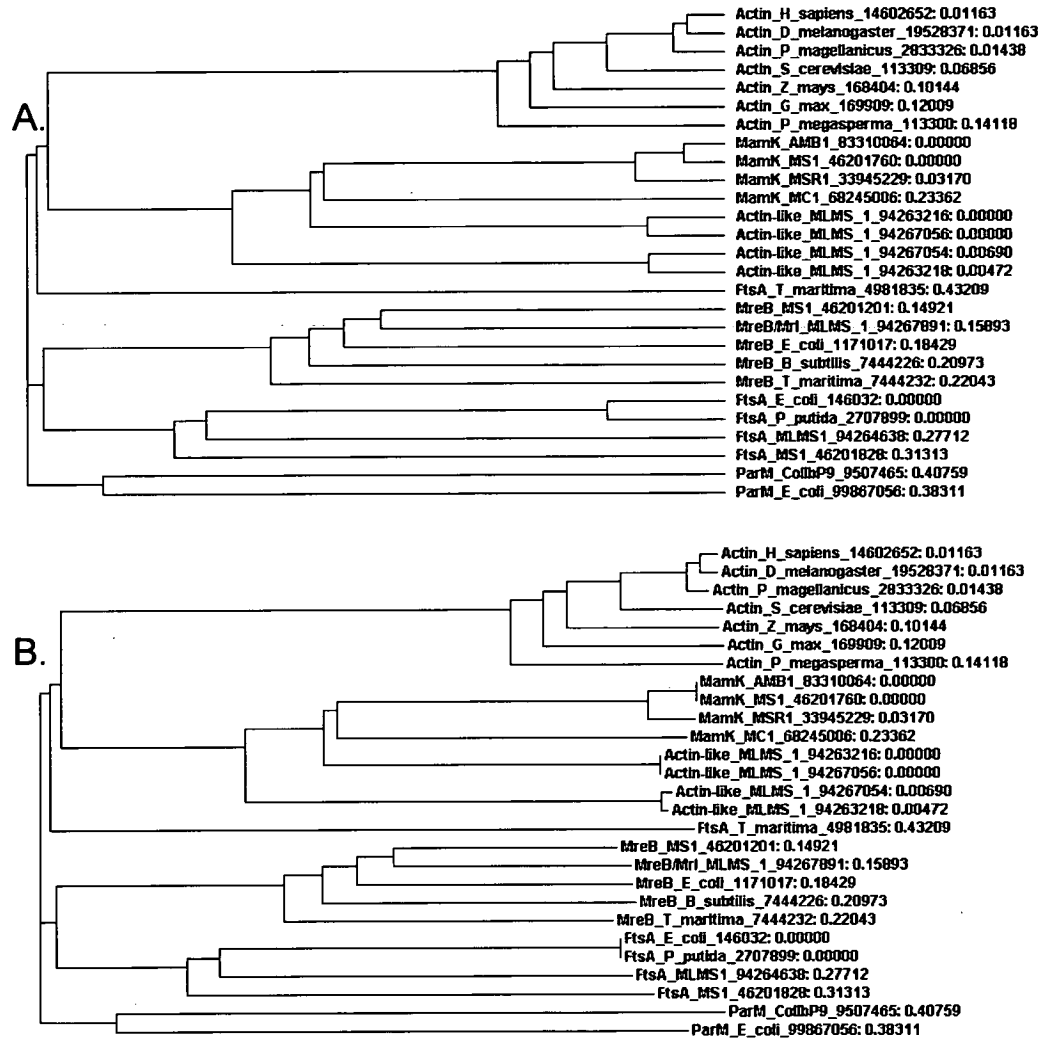 Actin_H_sapiens_14602652: 0.01163
Actin_D_melanogaster_19528371: 0.01163
Actin_P_magellanicus_2833326: 0.01438
Actin_S_cerevisiae_113309: 0.06856
Actin_Z_mays_168404: 0.10144
Actin_G_max_169909: 0.12009
A.
Actin_P_megasperma_113300: 0.14118
MamK_AMB1_83310064: 0.00000
MamK_MS1_46201760: 0.00000
MamK_MSR1_33945229: 0.03170
MamK_MC1_68245006: 0.23362
Actin-like_MLMS_1_94263216: 0.00000
Actin-like_MLMS_1_94267056: 0.00000
Actin-like_MLMS_1_94267054: 0.00690
Actin-like_MLMS_1_94263218: 0.00472
FtsA_T_maritima_4981835: 0.43209
MreB_MS1_46201201: 0.14921
MreB/Mrl_MLMS_1_94267891: 0.15893
MreB_E_coli_1171017: 0.18429
MreB_B_subtilis_7444226: 0.20973
MreB_T_maritima_7444232: 0.22043
FtsA_E_coli_146032: 0.00000
FtsA_P_putida_2707899: 0.00000
FtsA_MLMS1_94264638: 0.27712
FtsA_MS1_46201828: 0.31313
ParM_ColIbP9_9507465: 0.40759
ParM_E_coli_99867056: 0.38311
Actin_H_sapiens_14602652: 0.01163
Actin_D_melanogaster_19528371: 0.01163
Actin_P_magellanicus_2833326: 0.01438
Actin_S_cerevisiae_113309: 0.06856
Actin_Z_mays_168404: 0.10144
Actin_G_max_169909: 0.12009
B.
Actin_P_megasperma_113300: 0.14118
MamK_AMB1_83310064: 0.00000
MamK_MS1_46201760: 0.00000
MamK_MSR1_33945229: 0.03170
MamK_MC1_68245006: 0.23362
Actin-like_MLMS_1_94263216: 0.00000
Actin-like_MLMS_1_94267056: 0.00000
Actin-like_MLMS_1_94267054: 0.00690
Actin-like_MLMS_1_94263218: 0.00472
FtsA_T_maritima_4981835: 0.43209
MreB_MS1_46201201: 0.14921
MreB/Mrl_MLMS_1_94267891: 0.15893
MreB_E_coli_1171017: 0.18429
MreB_B_subtilis_7444226: 0.20973
MreB_T_maritima_7444232: 0.22043
FtsA_E_coli_146032: 0.00000
FtsA_P_putida_2707899: 0.00000
FtsA_MLMS1_94264638: 0.27712
FtsA_MS1_46201828: 0.31313
ParM_ColIbP9_9507465: 0.40759
ParM_E_coli_99867056: 0.38311